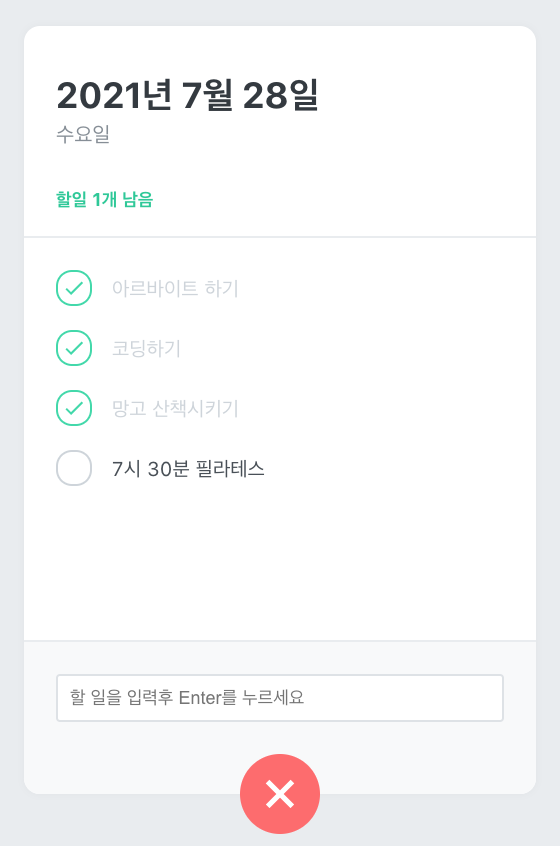 2021년 7월 28일
수요일
할일 1개 남음
아르바이트 하기
코딩하기
망고 산책시키기
7시 30분 필라테스
할 일을 입력후 Enter를 누르세요